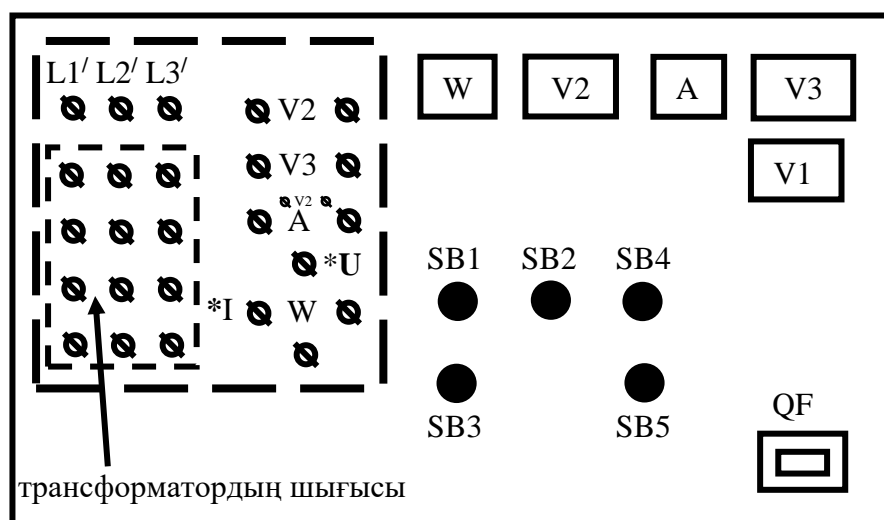 L1/ L2/ L3/
V2
V3
V2
A
*U
*I W
W V2 A V3
V1
SB1 SB2 SB4
SB3 SB5
QF
трансформатордың шығысы